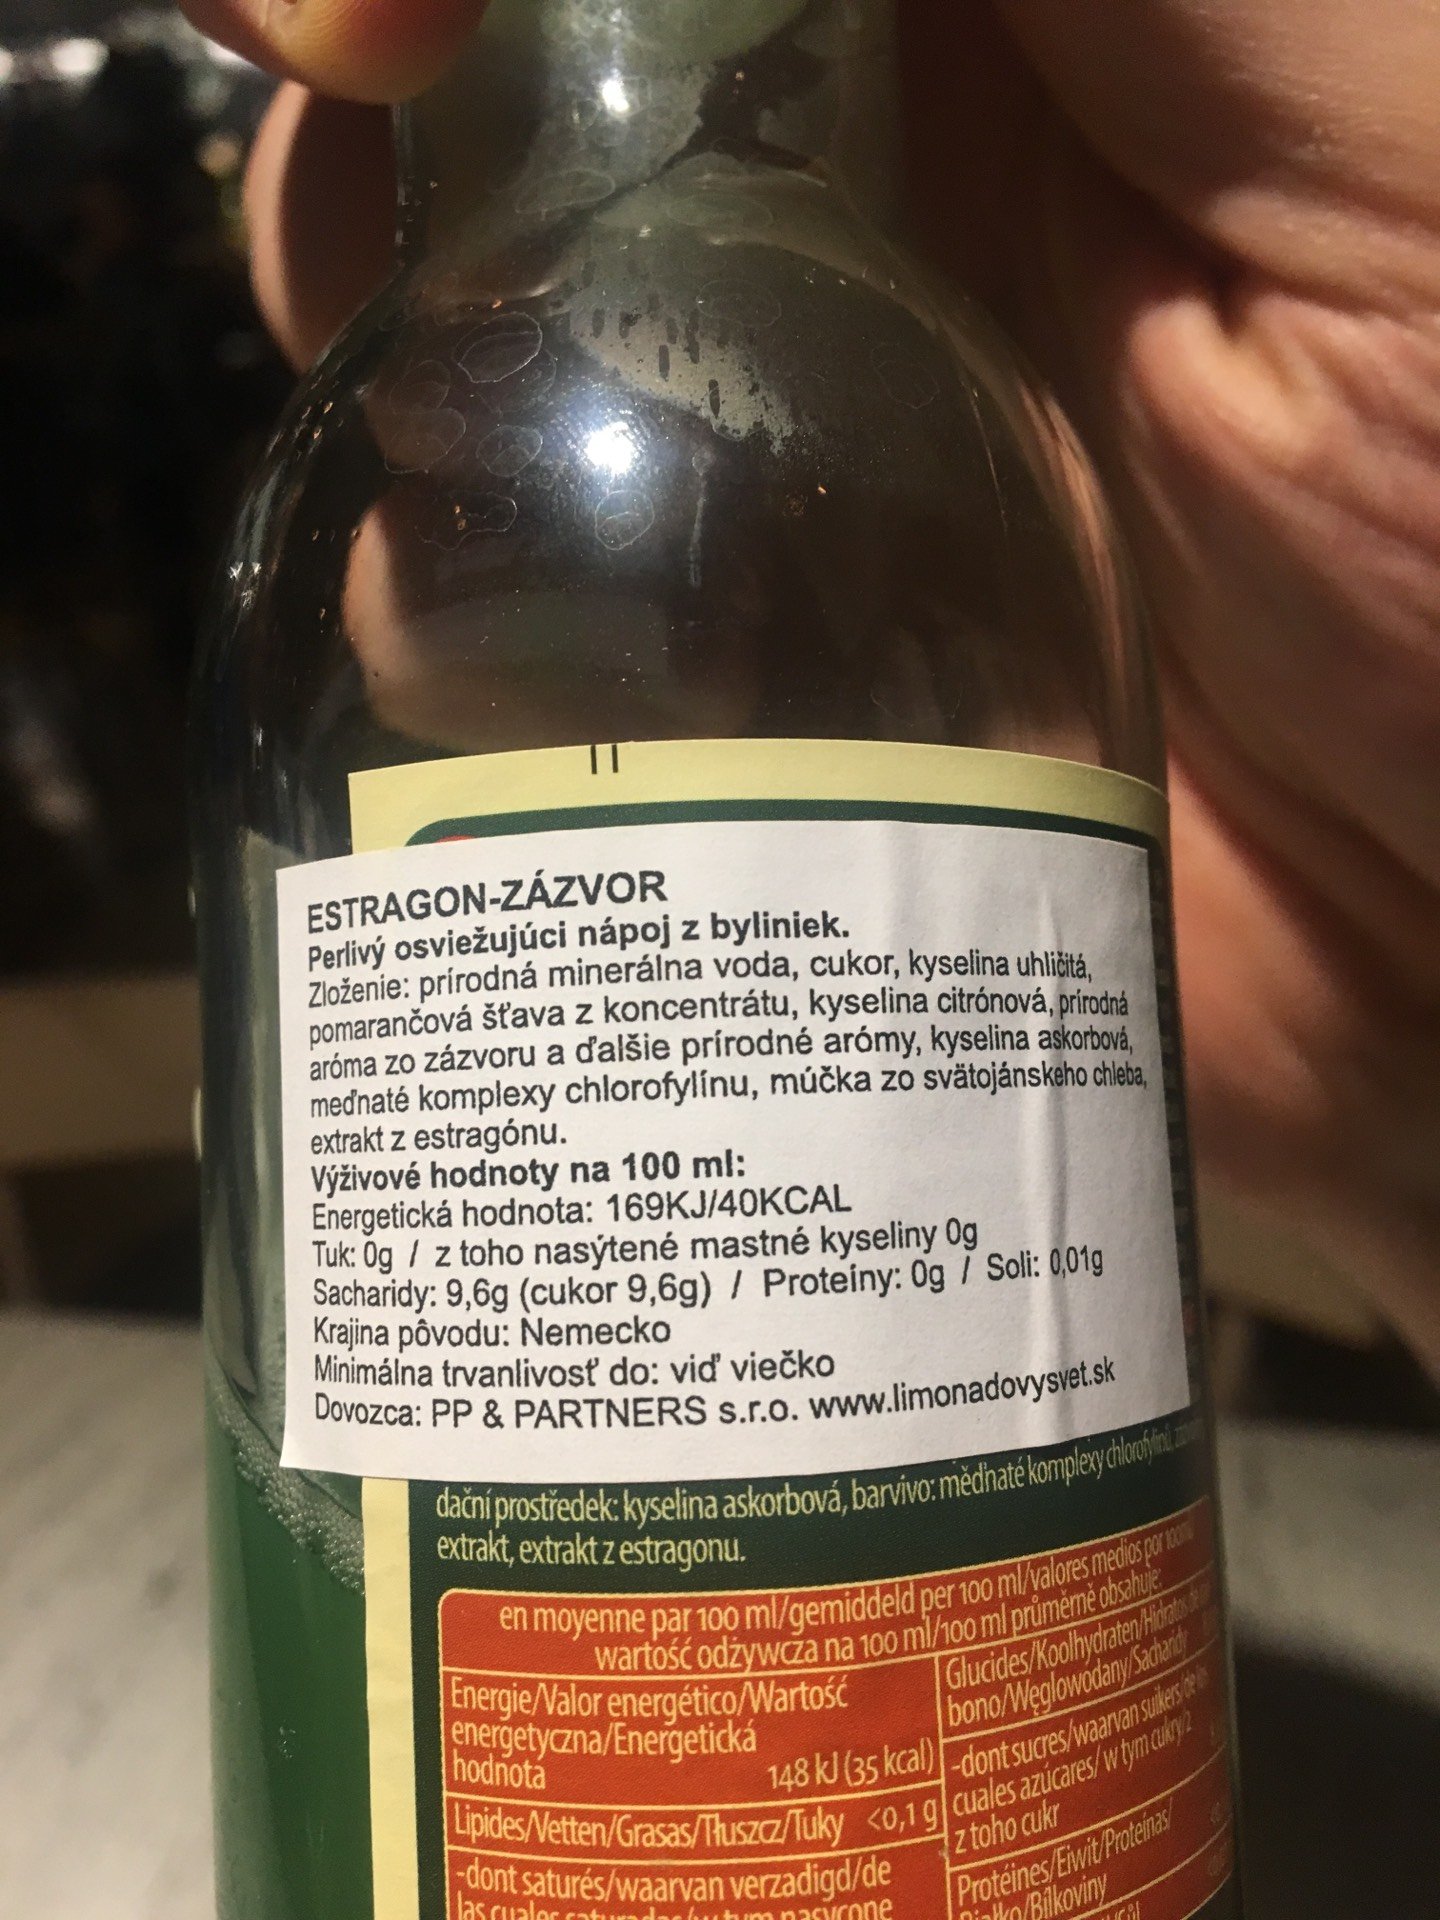 ESTRAGON-ZÁZVOR
Perlivý osviežujúci nápoj z byliniek.
Zloženie: prírodná minerálna voda, cukor, kyselina uhličitá,
pomarančová šťava z koncentrátu, kyselina citrónová, prírodná
aróma zo zázvoru a ďalšie prírodné arómy, kyselina askorbová,
meďnaté komplexy chlorofylínu, múčka zo svätojánskeho chleba,
extrakt z estragónu.
Výživové hodnoty na 100 ml:
Energetická hodnota: 169KJ/40KCAL
Tuk: 0g / z toho nasýtené mastné kyseliny 0g
Sacharidy: 9,6g (cukor 9,6g) / Proteíny: 0g / Soli: 0,01g
Krajina pôvodu: Nemecko
Minimálna trvanlivosť do: viď viečko
Dovozca: PP & PARTNERS s.r.o. www.limonadovysvet.sk
dační prostředek: kyselina askorbová, barvivo: měďnaté komplexy chlorofylinů,
extrakt, extrakt z estragonu.
en moyenne par 100 ml/gemiddeld per 100 ml/valores medios por 100ml/
wartość odżywcza na 100 ml/100 ml průměrně obsahuje:
Energie/Valor energético/Wartość
energetyczna/Energetická
hodnota 148 kJ (35 kcal)
Lipides/Vetten/Grasas/Tłuszcz/Tuky <0,1 g
-dont saturés/waarvan verzadigd/de
las cuales saturadas/w tym nasycone
Glucides/Koolhydraten/Hidratos de
bono/Węglowodany/Sacharidy
-dont sucres/waarvan suikers/de los
cuales azúcares/ w tym cukry/z
z toho cukr
Protéines/Eiwit/Proteínas/
Białko/Bílkoviny